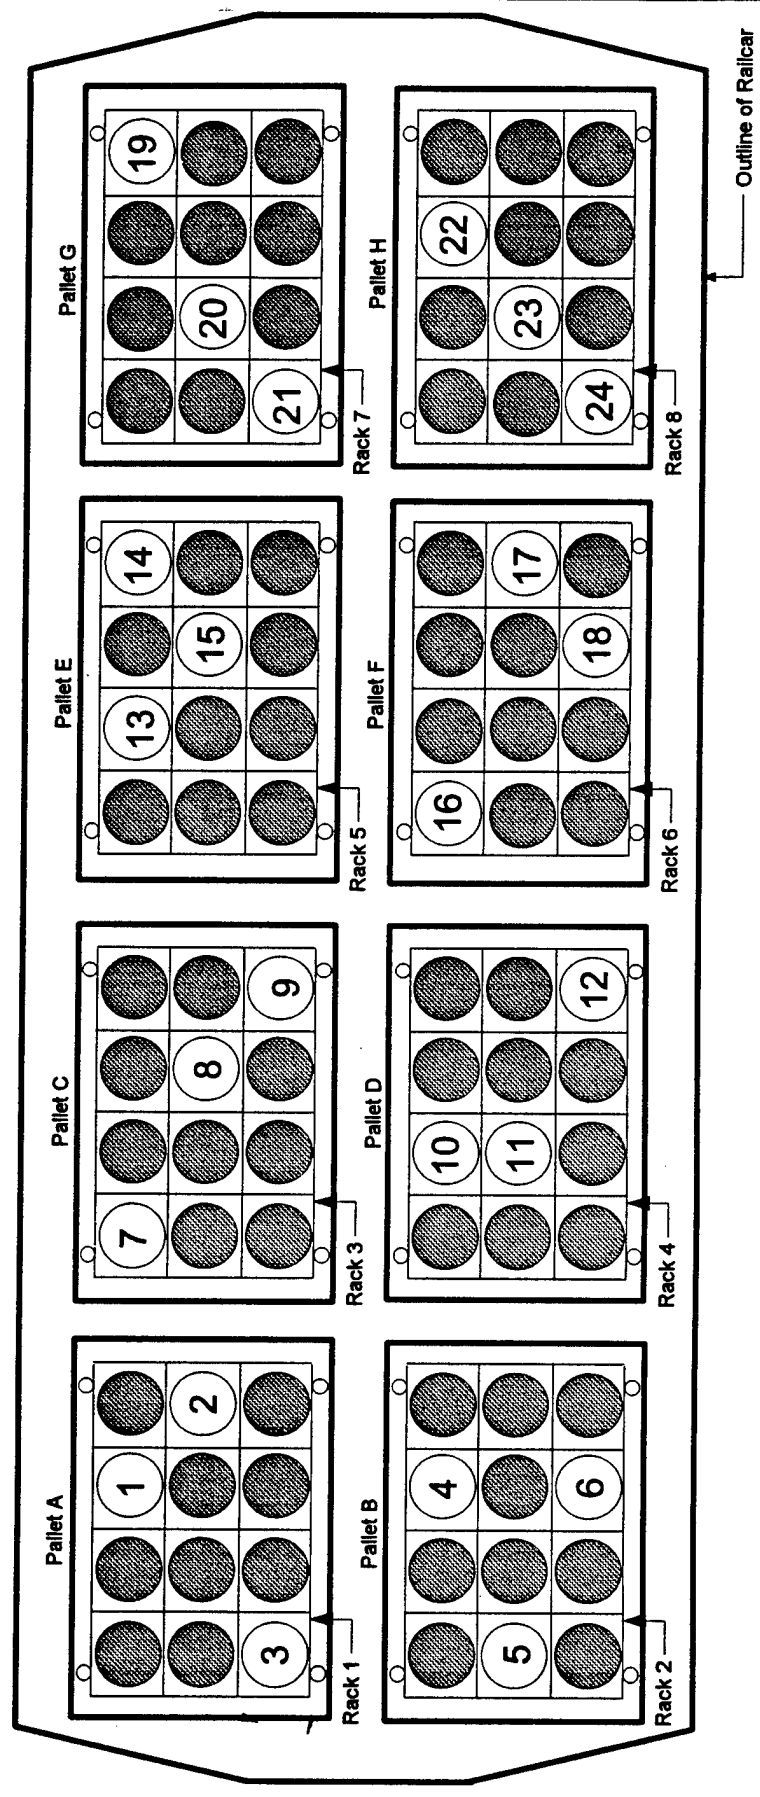 Pallet A
1
2
3
Rack 1
Pallet C
7
8
9
Rack 3
Pallet E
13
14
15
Rack 5
Pallet G
19
20
21
Rack 7
Pallet B
4
5
6
Rack 2
Pallet D
10
11
12
Rack 4
Pallet F
16
17
18
Rack 6
Pallet H
22
23
24
Rack 8
Outline of Railcar